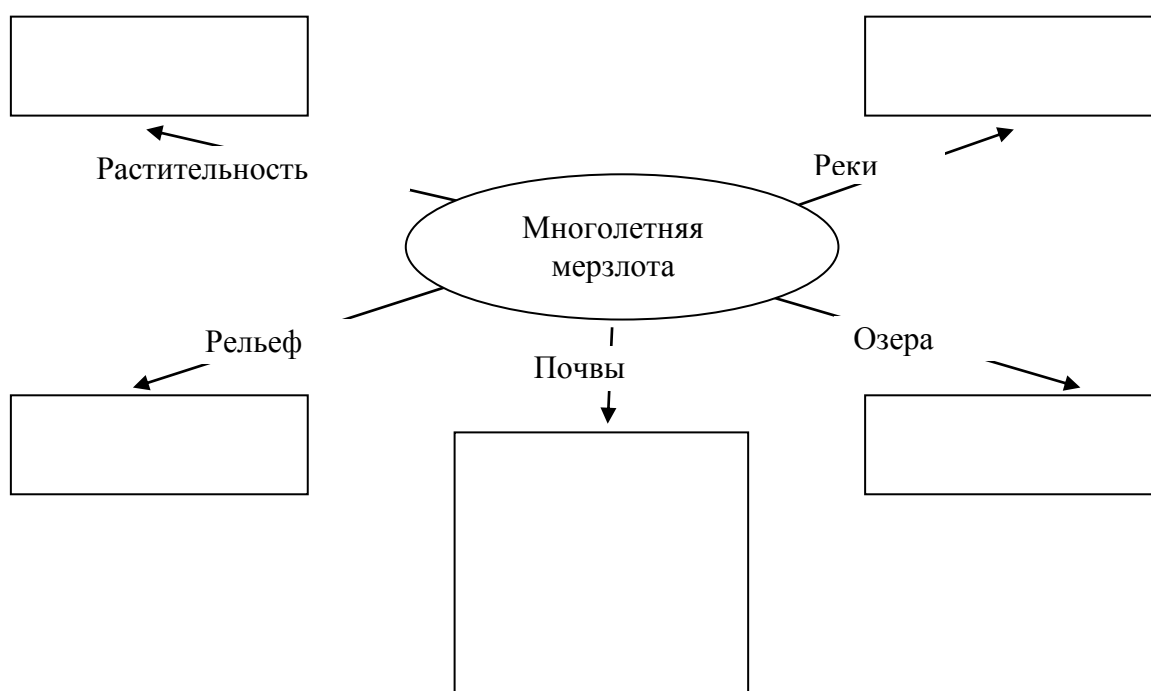 Растительность
Реки
Многолетняя
мерзлота
Рельеф
Озера
Почвы